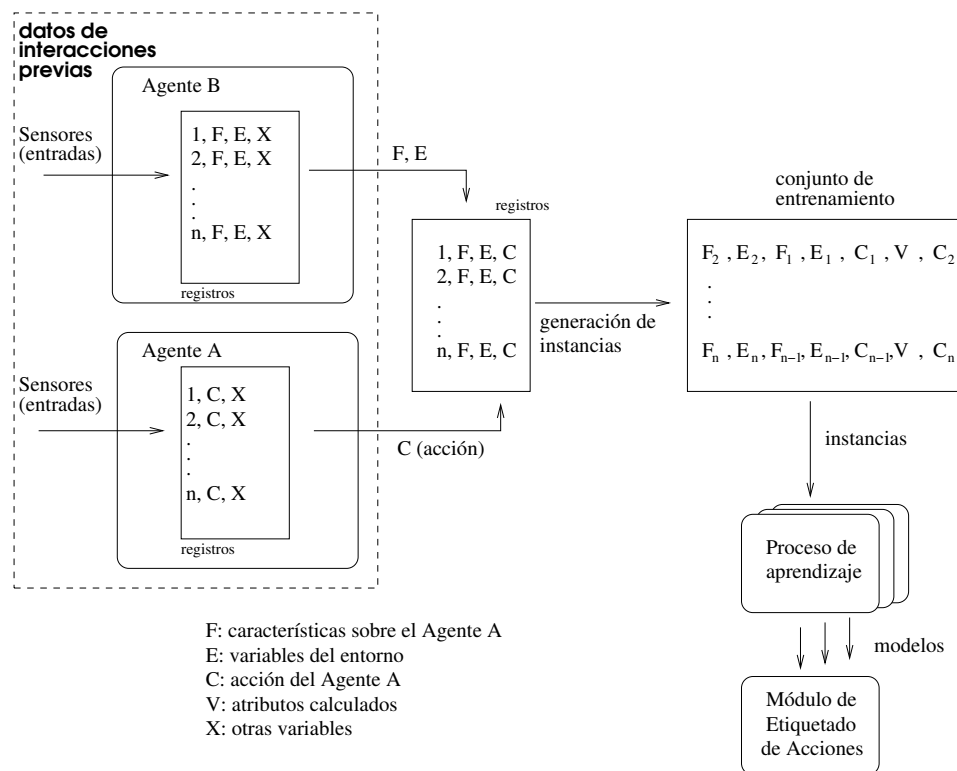 datos de
interacciones
previas
Agente B
Sensores
(entradas)
1, F, E, X
2, F, E, X
.
.
.
n, F, E, X
registros
F, E
Agente A
Sensores
(entradas)
1, C, X
2, C, X
.
.
.
n, C, X
registros
C (acción)
registros
1, F, E, C
2, F, E, C
.
.
.
n, F, E, C
generación de
instancias
conjunto de
entrenamiento
F₂ , E₂, F₁ , E₁ , C₁ , V , C₂
.
.
.
Fₙ , Eₙ, Fₙ₋₁, Eₙ₋₁, Cₙ₋₁, V , Cₙ
instancias
Proceso de
aprendizaje
modelos
Módulo de
Etiquetado
de Acciones
F: características sobre el Agente A
E: variables del entorno
C: acción del Agente A
V: atributos calculados
X: otras variables